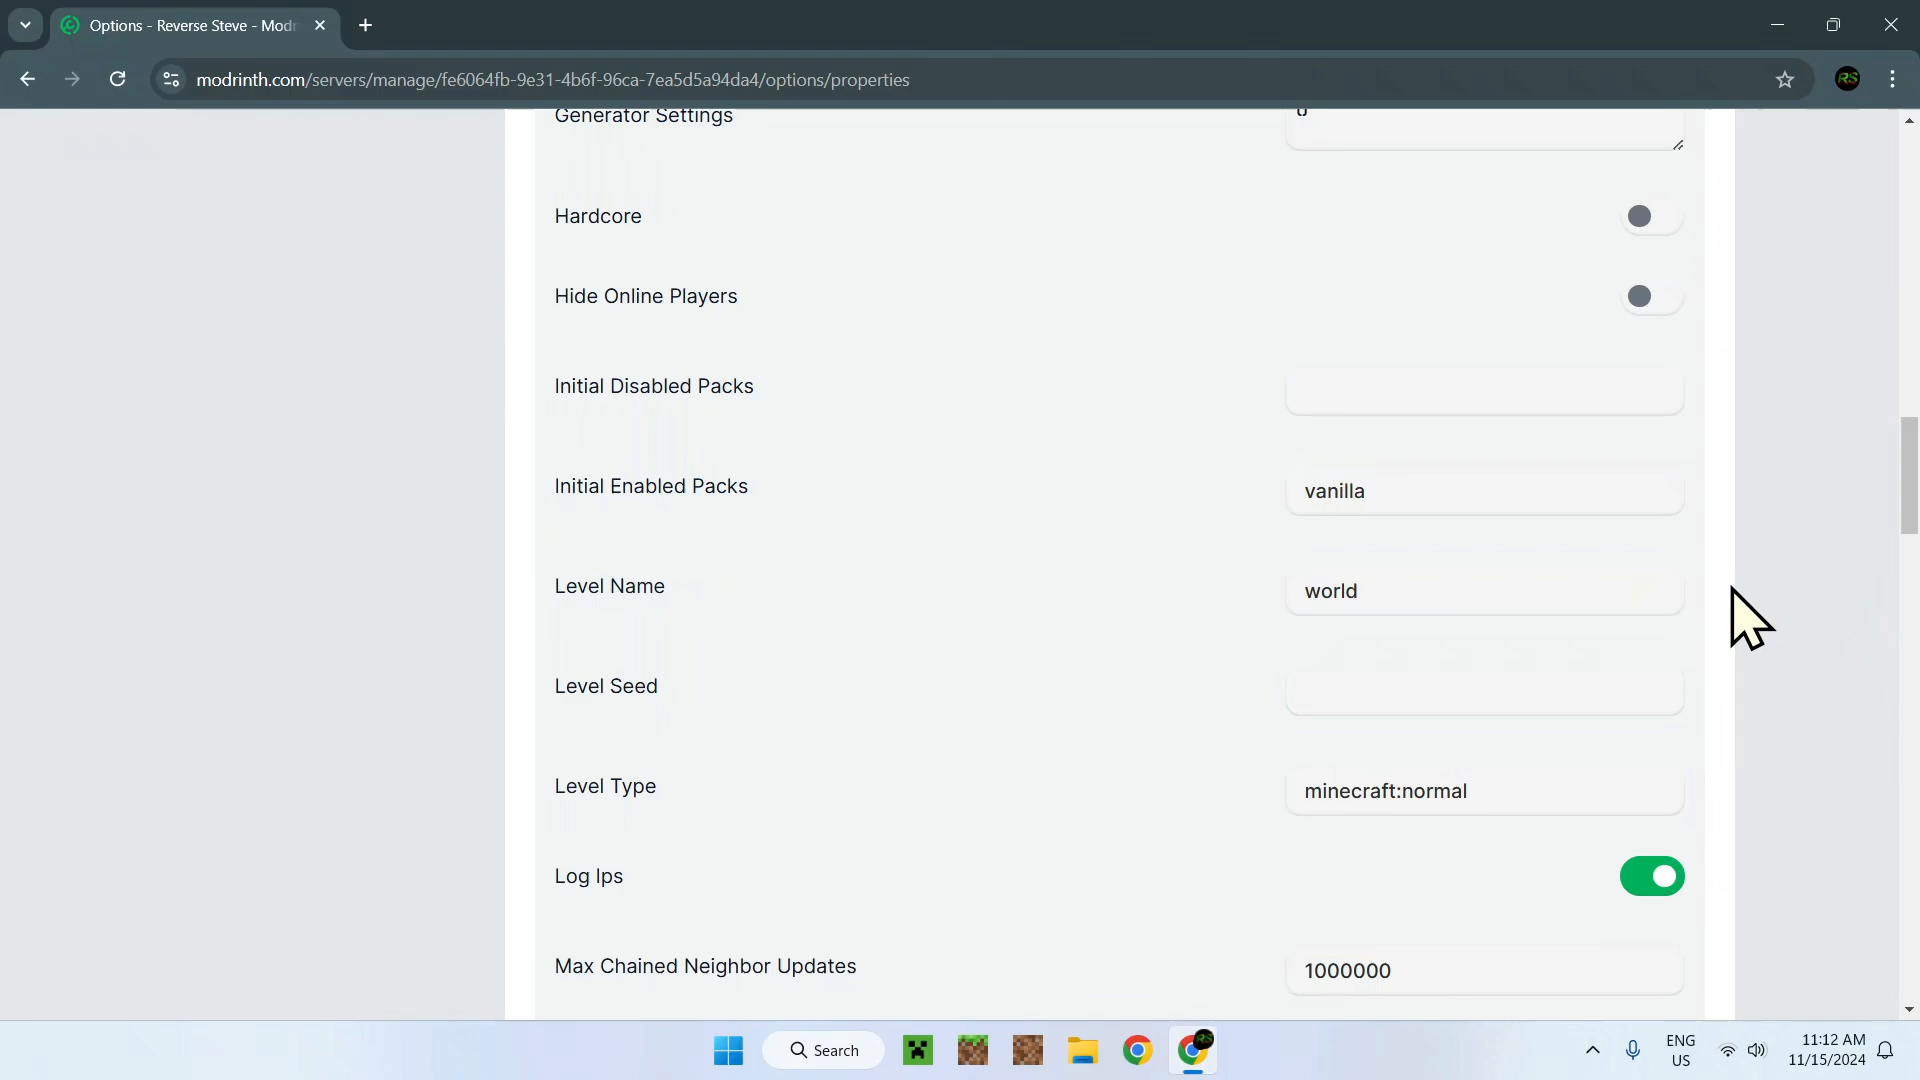 Options - Reverse Steve - Modr
modrinth.com/servers/manage/fe6064fb-9e31-4b6f-96ca-7ea5d5a94da4/options/properties
Generator Settings
Hardcore
Hide Online Players
Initial Disabled Packs
Initial Enabled Packs
vanilla
Level Name
world
Level Seed
Level Type
minecraft:normal
Log Ips
Max Chained Neighbor Updates
1000000
Search
RS
ENG
US
11:12 AM
11/15/2024